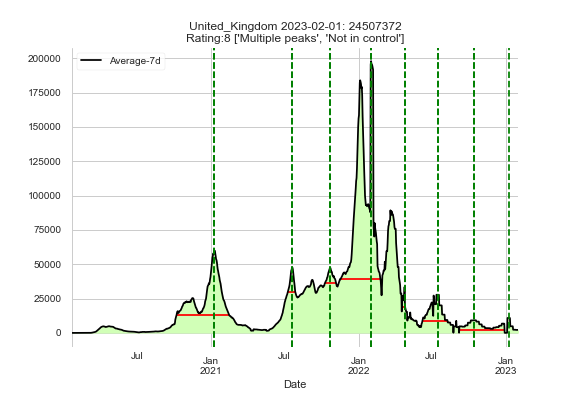 United_Kingdom 2023-02-01: 24507372
Rating:8 ['Multiple peaks', 'Not in control']
Average-7d
200000
175000
150000
125000
100000
75000
50000
25000
0
Jul
Jan
2021
Jul
Jan
2022
Jul
Jan
2023
Date